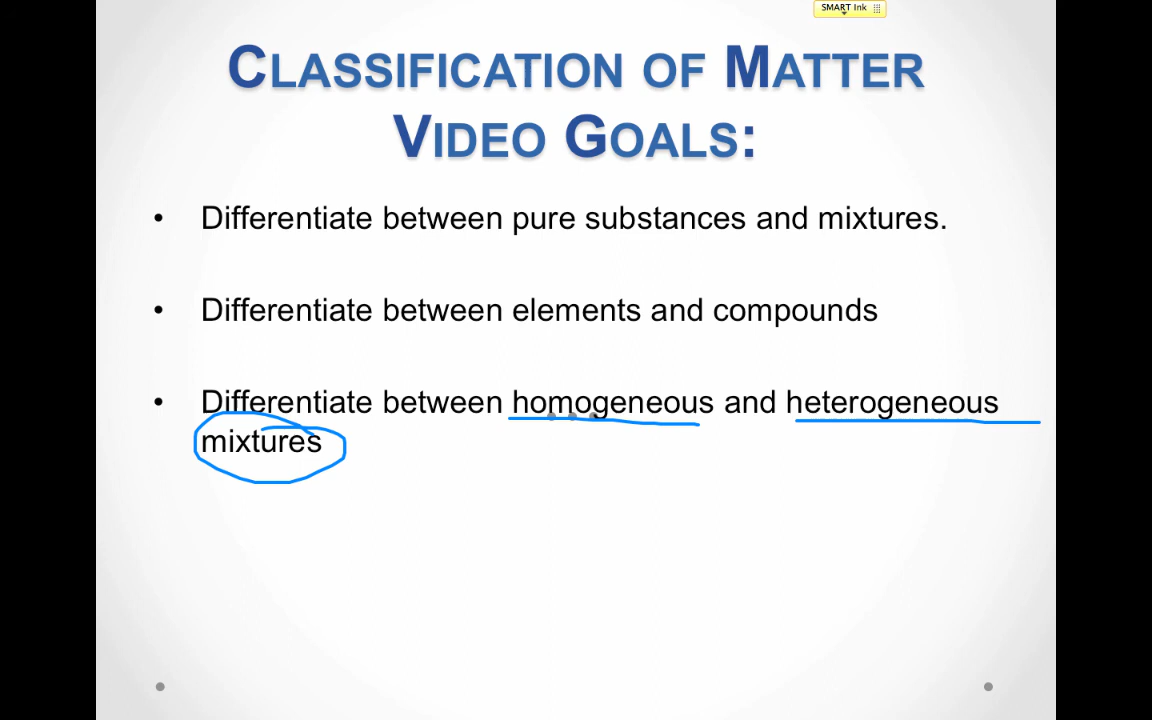 SMART Ink
CLASSIFICATION OF MATTER
VIDEO GOALS:
• Differentiate between pure substances and mixtures.
• Differentiate between elements and compounds
• Differentiate between homogeneous and heterogeneous
mixtures